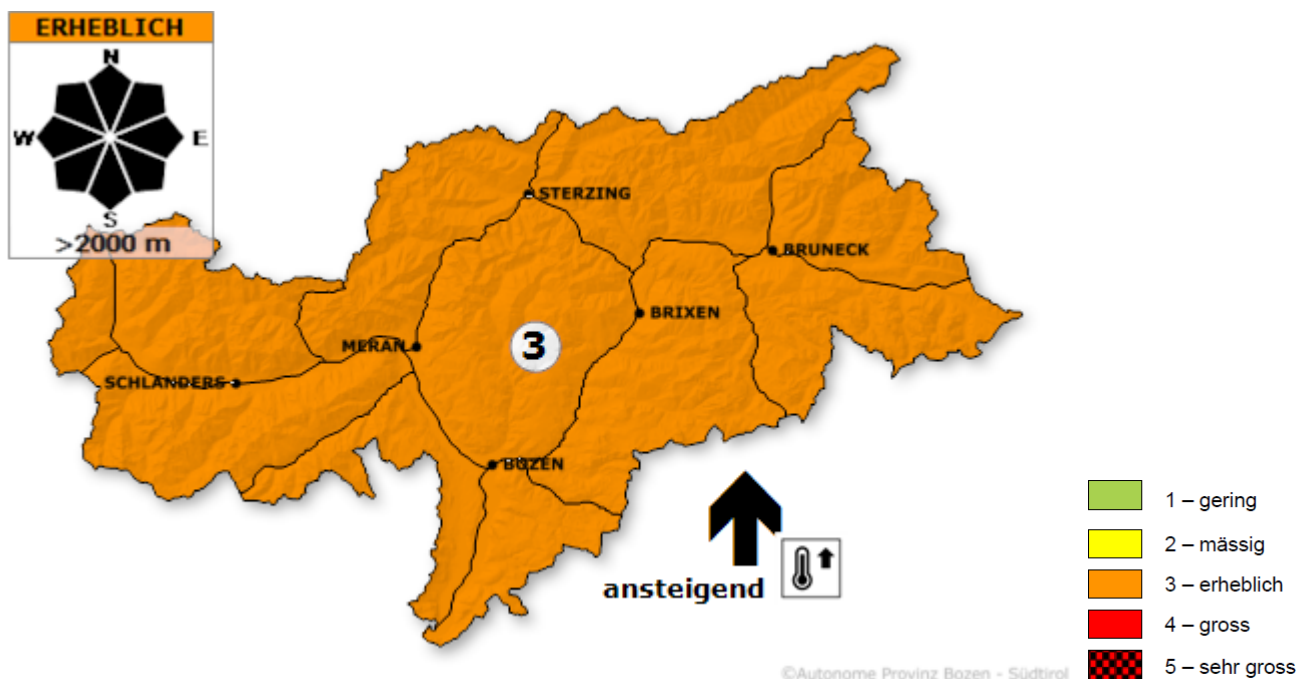 ERHEBLICH
N
W
E
S
>2000 m
STERZING
BRUNECK
BRIXEN
MERAN
3
SCHLANDERS
BOZEN
ansteigend
1 – gering
2 – mässig
3 – erheblich
4 – gross
5 – sehr gross
©Autonome Provinz Bozen - Südtirol